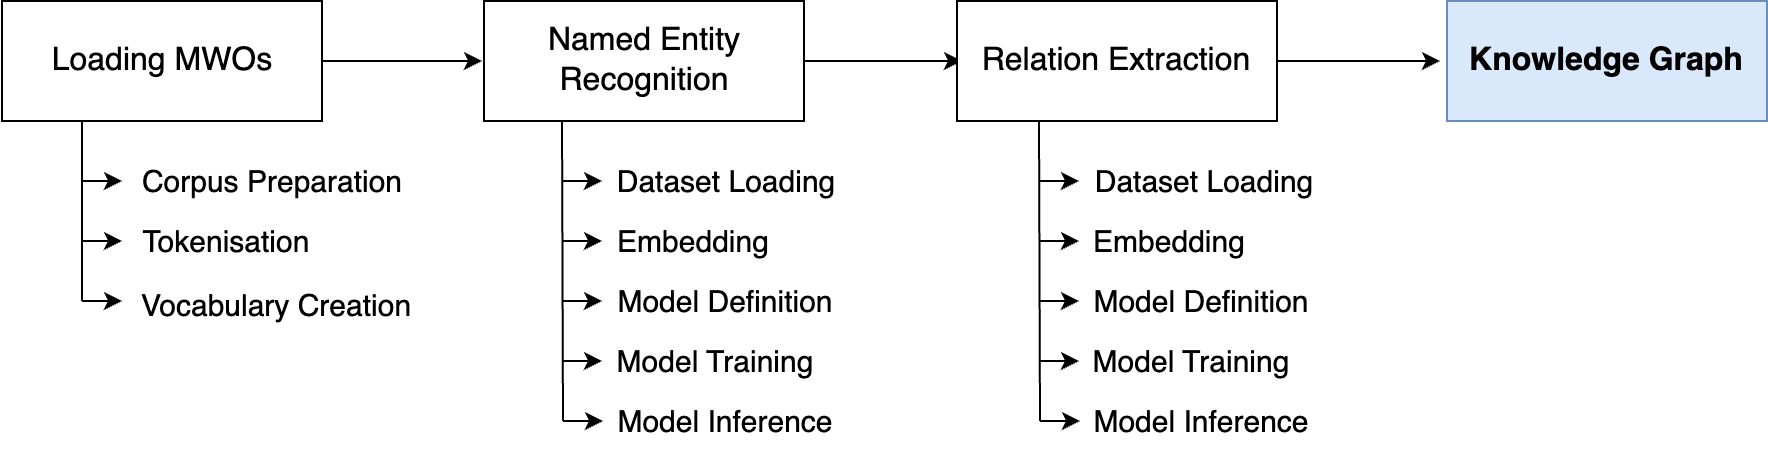 Loading MWOs
Corpus Preparation
Tokenisation
Vocabulary Creation
Named Entity
Recognition
Dataset Loading
Embedding
Model Definition
Model Training
Model Inference
Relation Extraction
Dataset Loading
Embedding
Model Definition
Model Training
Model Inference
Knowledge Graph